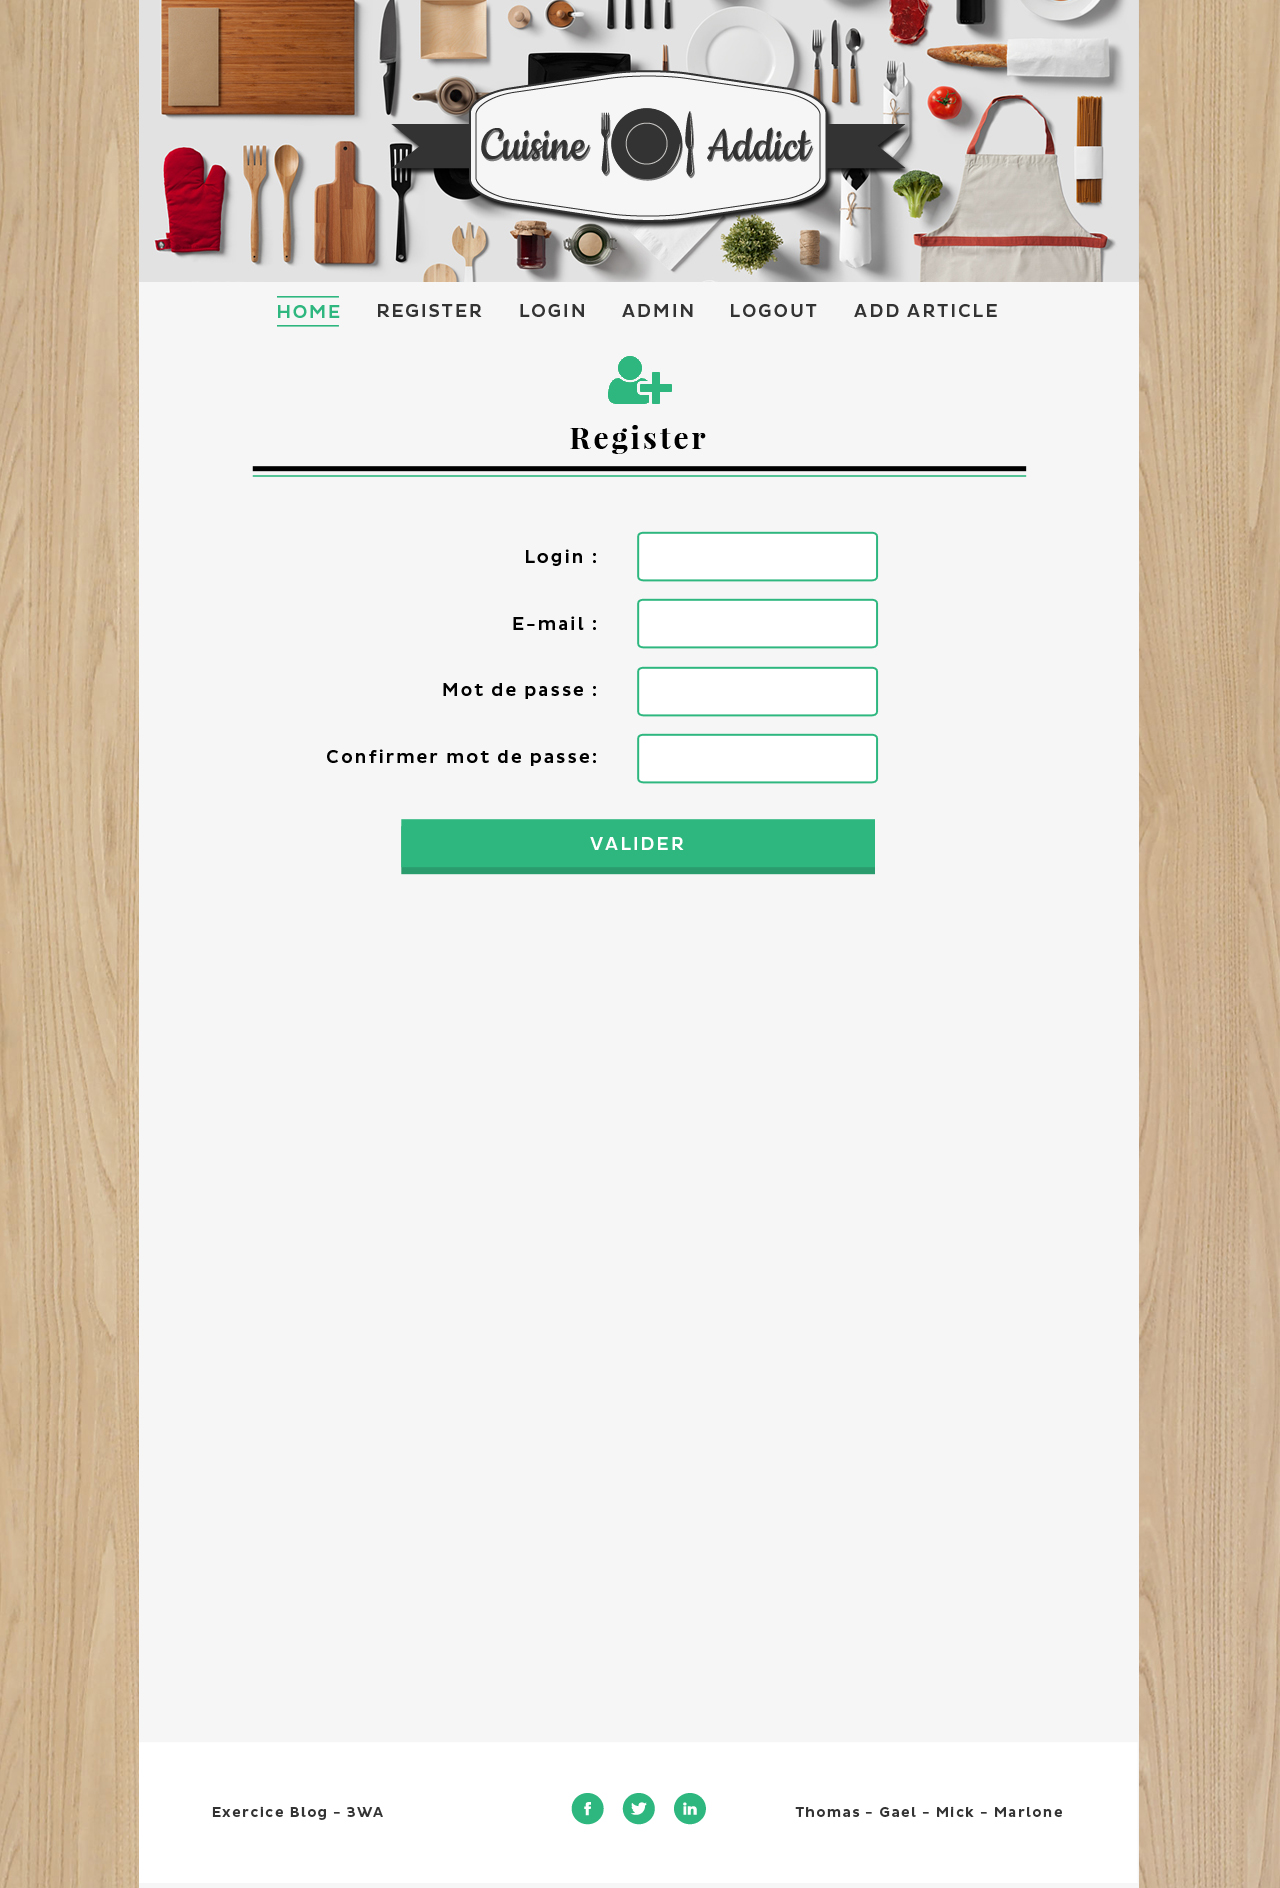 Cuisine Addict
HOME REGISTER LOGIN ADMIN LOGOUT ADD ARTICLE
Register
Login :
E-mail :
Mot de passe :
Confirmer mot de passe:
VALIDER
Exercice Blog - 3WA
Thomas - Gael - Mick - Marlone